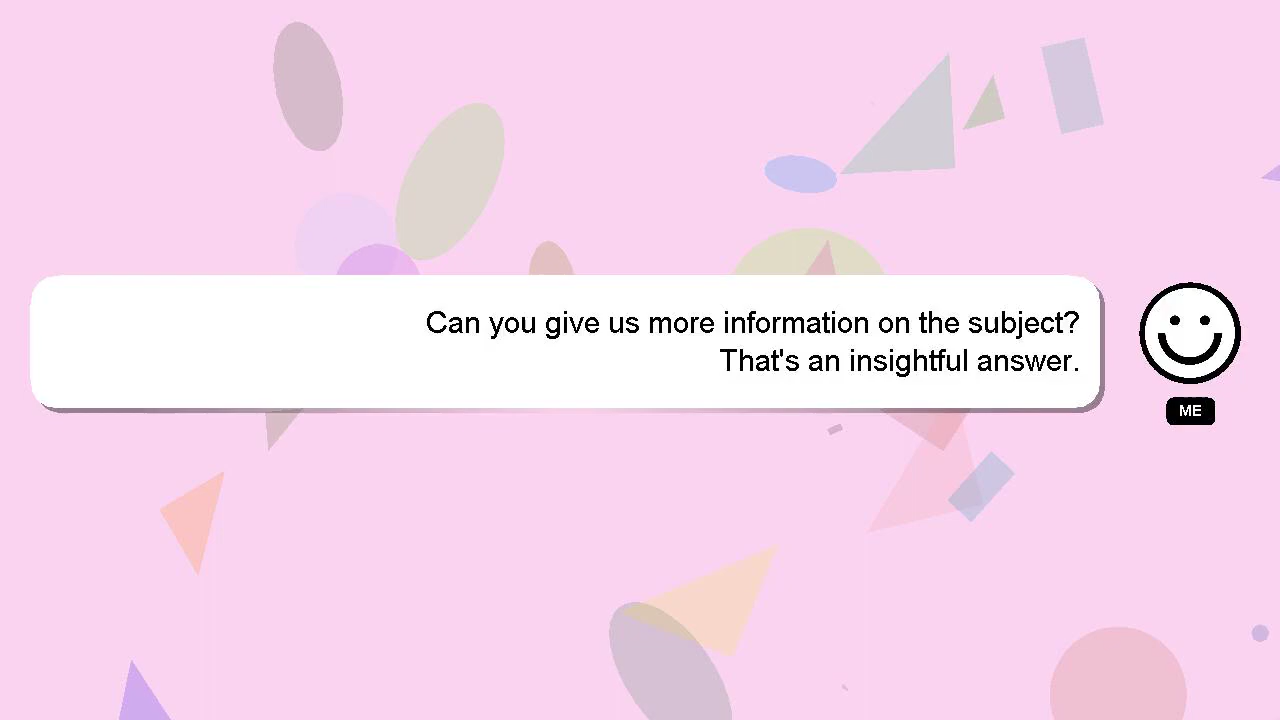 Can you give us more information on the subject?
That's an insightful answer.
ME